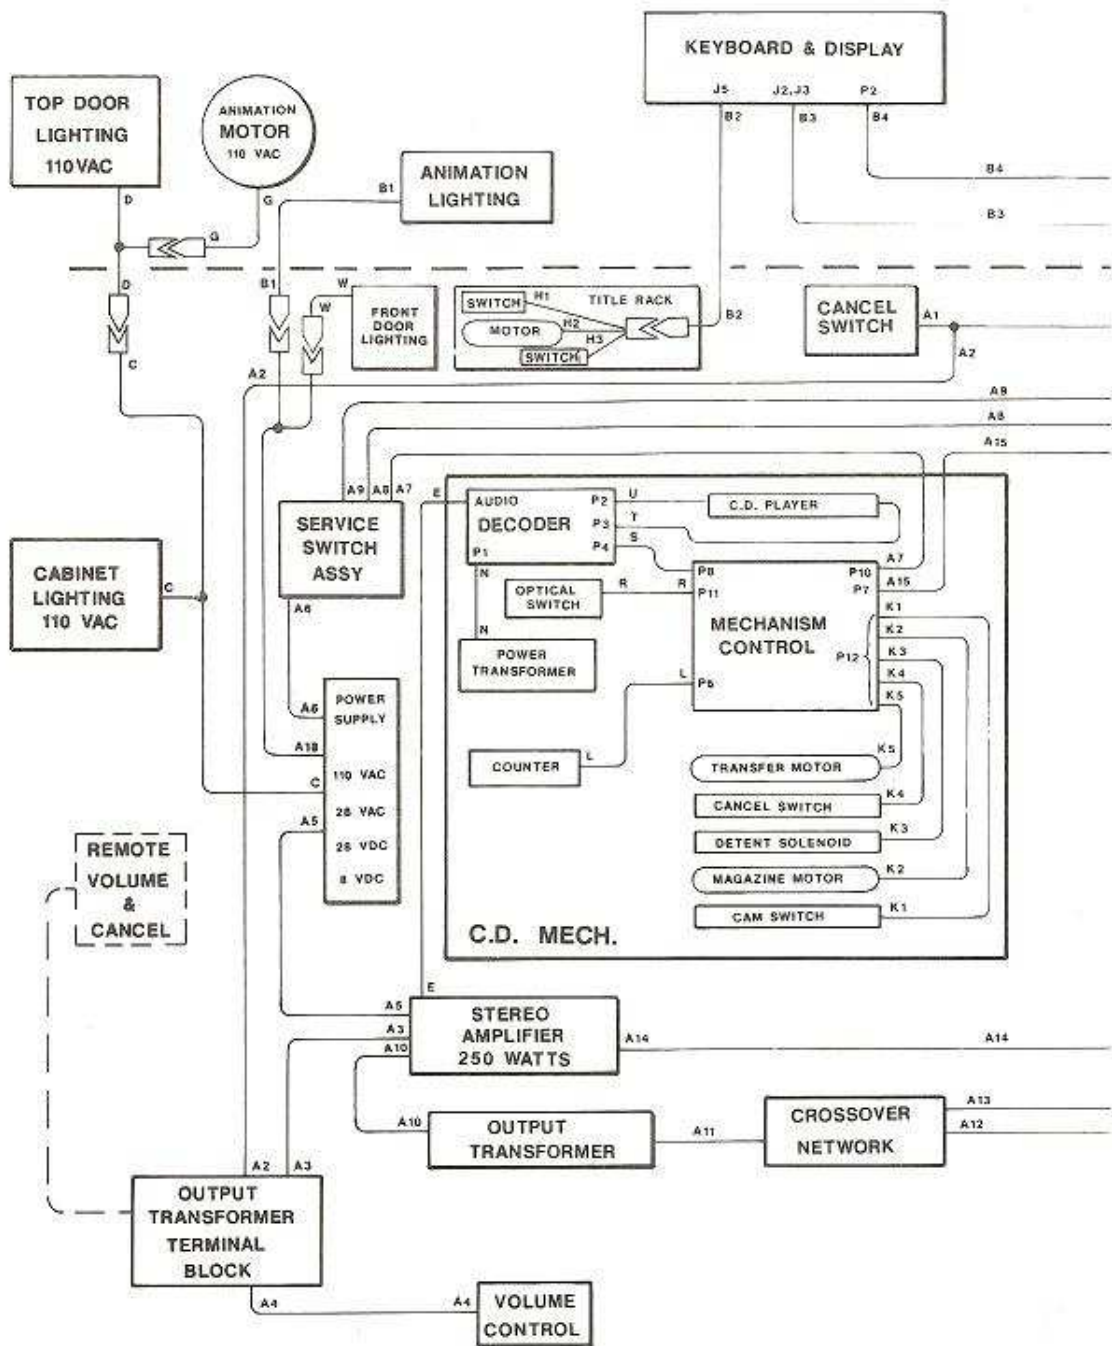 KEYBOARD & DISPLAY
J5 J2,J3 P2
B2 B3 B4
B4
B3
TOP DOOR
LIGHTING
110 VAC
D
ANIMATION
MOTOR
110 VAC
G
G
B1
ANIMATION
LIGHTING
D
C
B1
W
W
FRONT
DOOR
LIGHTING
SWITCH
H1
TITLE RACK
MOTOR
H2
H3
SWITCH
B2
CANCEL
SWITCH
A1
A2
A2
A9
A8
A15
A9 A8 A7
SERVICE
SWITCH
ASSY
A6
E
AUDIO
DECODER
P1
P2
P3
P4
U
T
S
C.D. PLAYER
N
N
POWER
TRANSFORMER
OPTICAL
SWITCH
R R
P8
P11
P10
P7
A7
A15
MECHANISM
CONTROL
P12
K1
K2
K3
K4
K5
L
COUNTER
L
TRANSFER MOTOR
K5
CANCEL SWITCH
K4
DETENT SOLENOID
K3
MAGAZINE MOTOR
K2
CAM SWITCH
K1
C.D. MECH.
CABINET
LIGHTING
110 VAC
C
A6
A18
C
A5
POWER
SUPPLY
110 VAC
28 VDC
8 VDC
REMOTE
VOLUME
&
CANCEL
E
A5
A3
A10
STEREO
AMPLIFIER
250 WATTS
A14
A14
A10
OUTPUT
TRANSFORMER
A11
CROSSOVER
NETWORK
A13
A12
A2 A3
OUTPUT
TRANSFORMER
TERMINAL
BLOCK
A4
A4
VOLUME
CONTROL